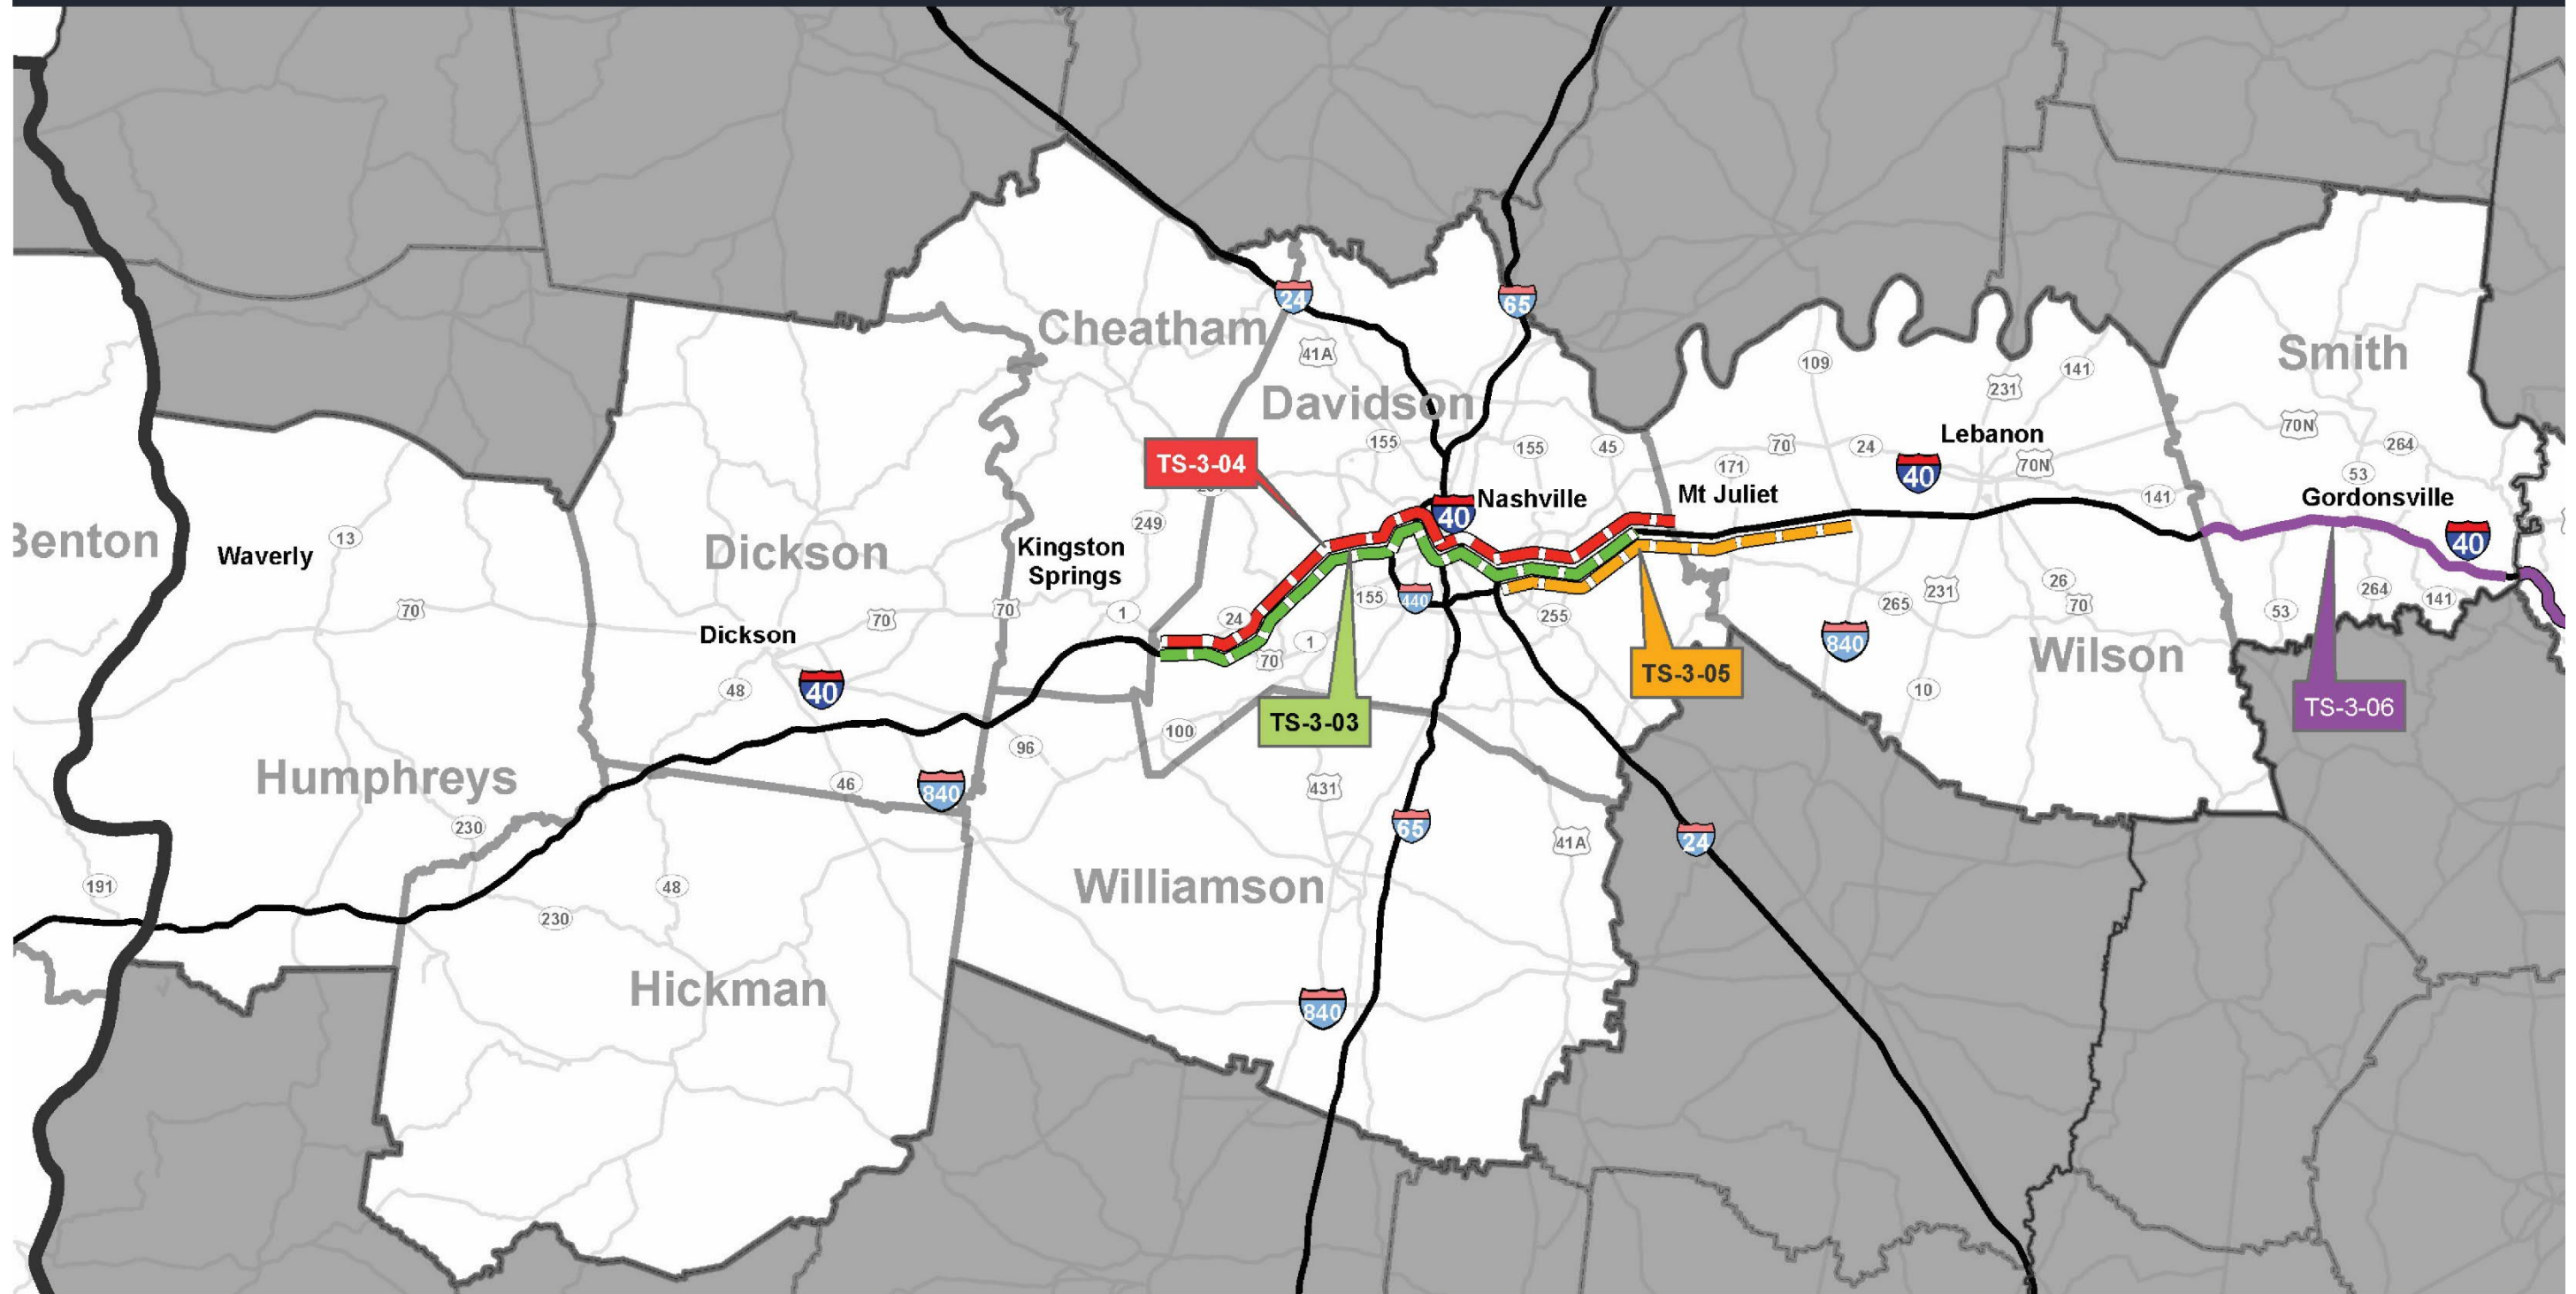 24
65
Cheatham
41A
Smith
109
141
231
Davidson
70N
155
155
45
70
24
Lebanon
264
TS-3-04
171
70N
53
40
Mt Juliet
141
Gordonsville
40
Nashville
249
13
Benton
Waverly
Dickson
Kingston
Springs
40
70
70
70
1
24
155
440
255
265
231
26
70
53
264
141
Dickson
1
70
840
Wilson
TS-3-05
48
40
10
TS-3-06
TS-3-03
100
96
Humphreys
46
840
431
65
24
41A
230
191
48
Williamson
230
Hickman
840